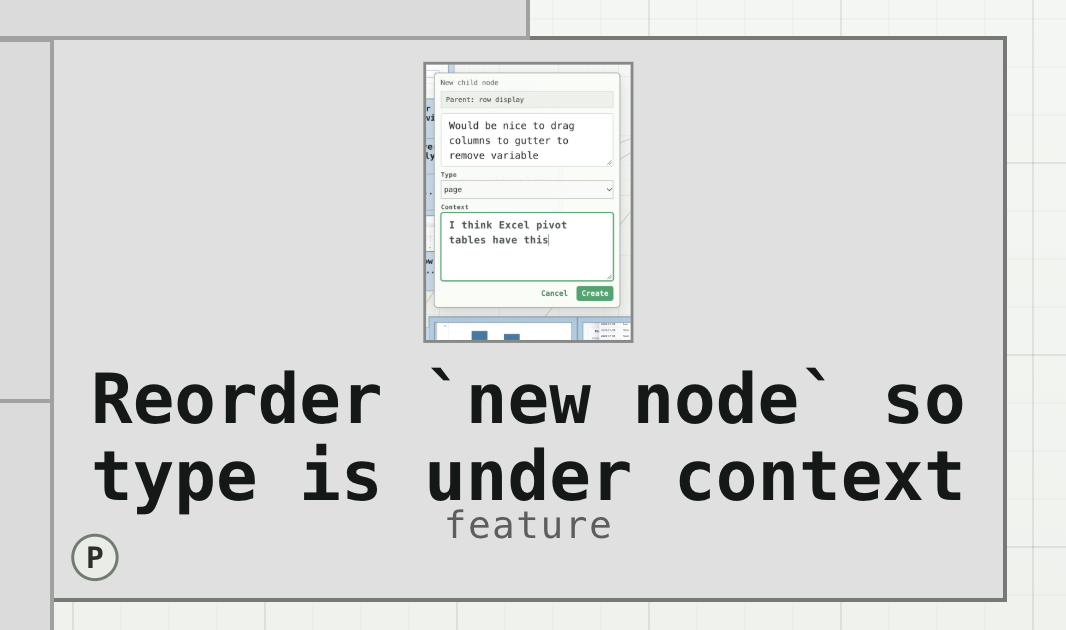 New child node
Parent: row display
Would be nice to drag
columns to gutter to
remove variable
Type
page
Context
I think Excel pivot
tables have this
Cancel
Create
Reorder `new node` so
type is under context
feature
P